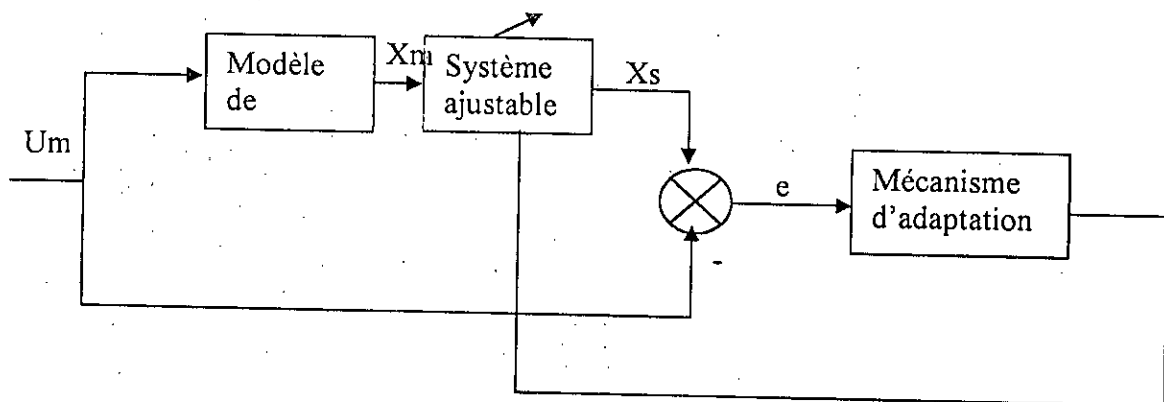 Um
Modèle
de
Xm
Système
ajustable
Xs
-
e
Mécanisme
d'adaptation